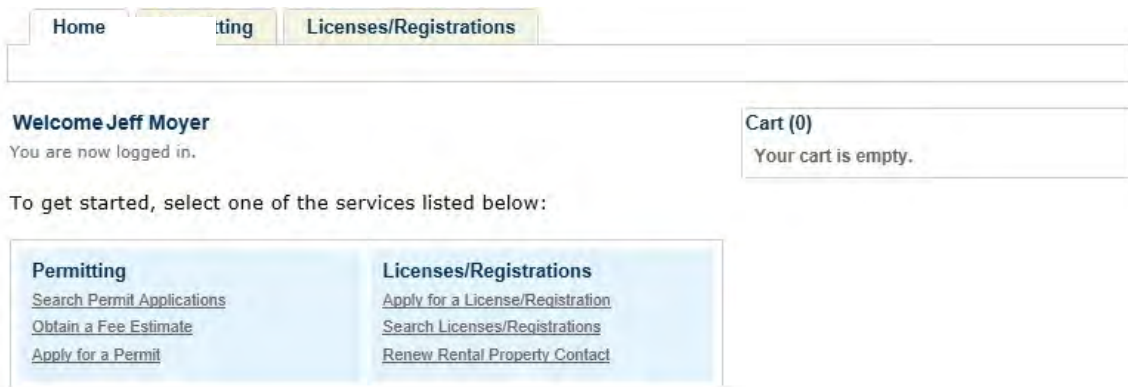 Home tting Licenses/Registrations
Welcome Jeff Moyer
You are now logged in.
Cart (0)
Your cart is empty.
To get started, select one of the services listed below:
Permitting
Search Permit Applications
Obtain a Fee Estimate
Apply for a Permit
Licenses/Registrations
Apply for a License/Registration
Search Licenses/Registrations
Renew Rental Property Contact